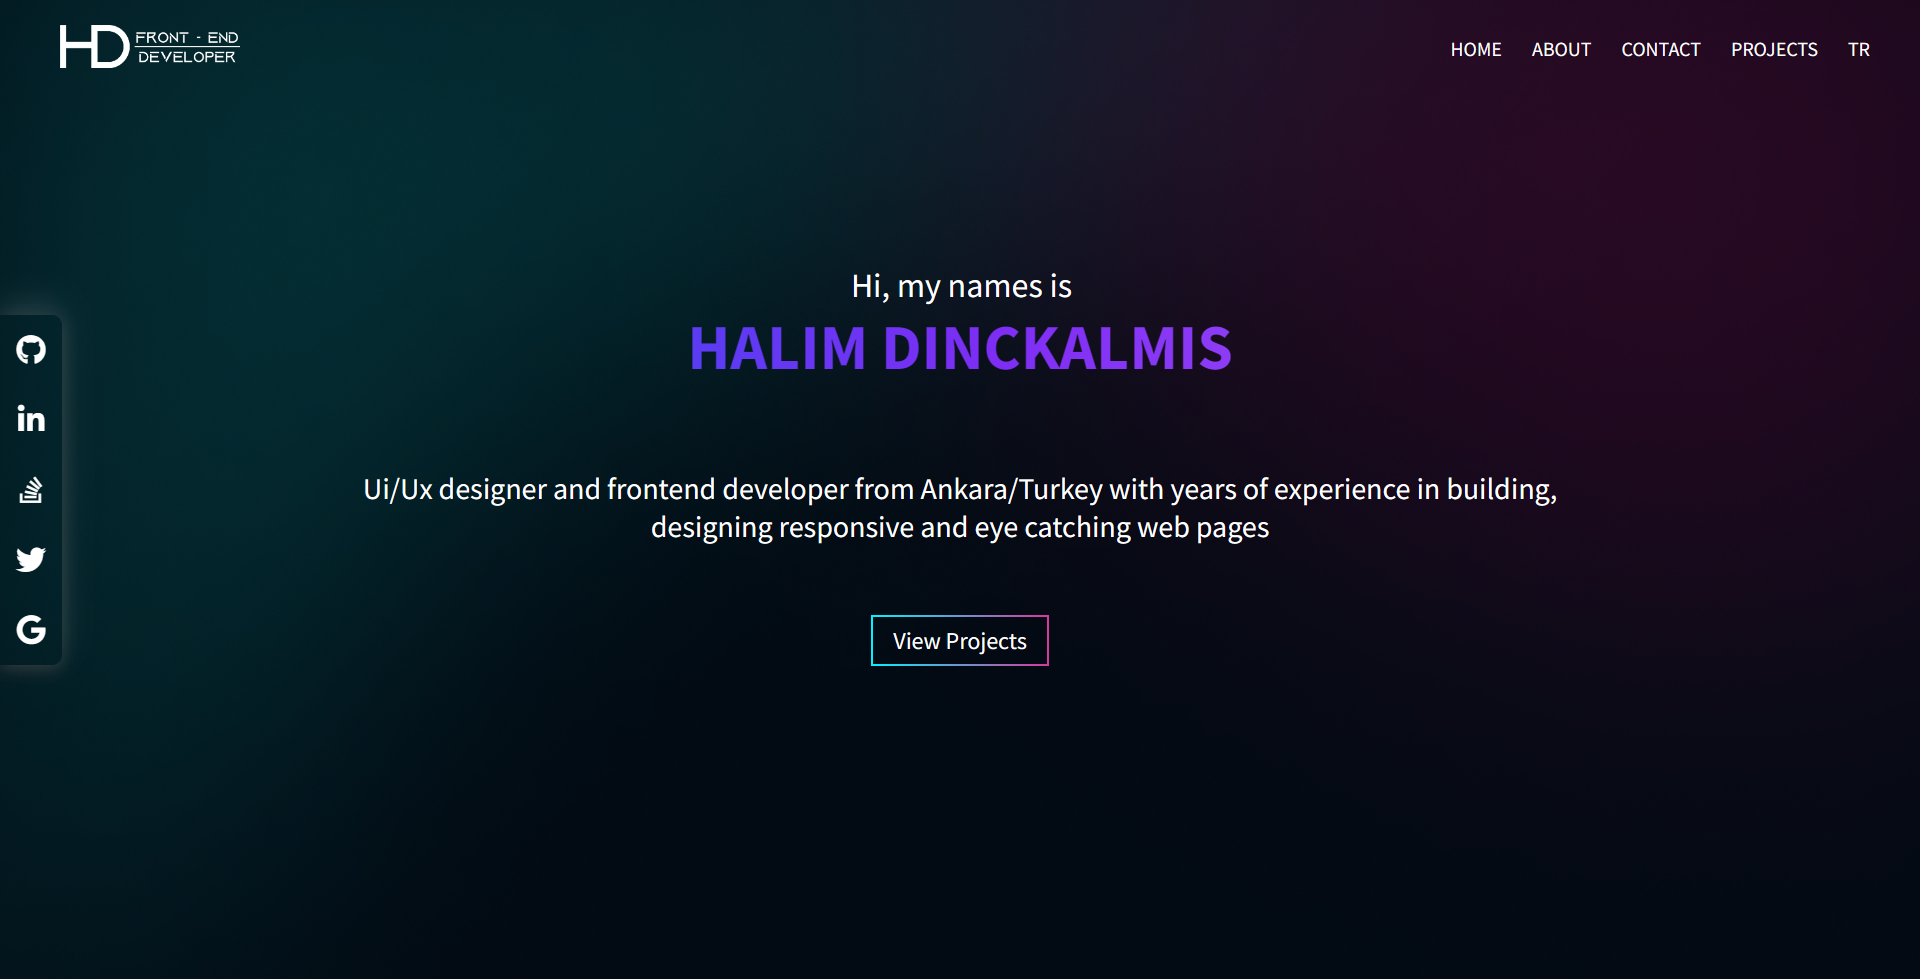 HD FRONT - END
DEVELOPER
HOME ABOUT CONTACT PROJECTS TR
Hi, my names is
HALIM DINCKALMIS
Ui/Ux designer and frontend developer from Ankara/Turkey with years of experience in building,
designing responsive and eye catching web pages
View Projects